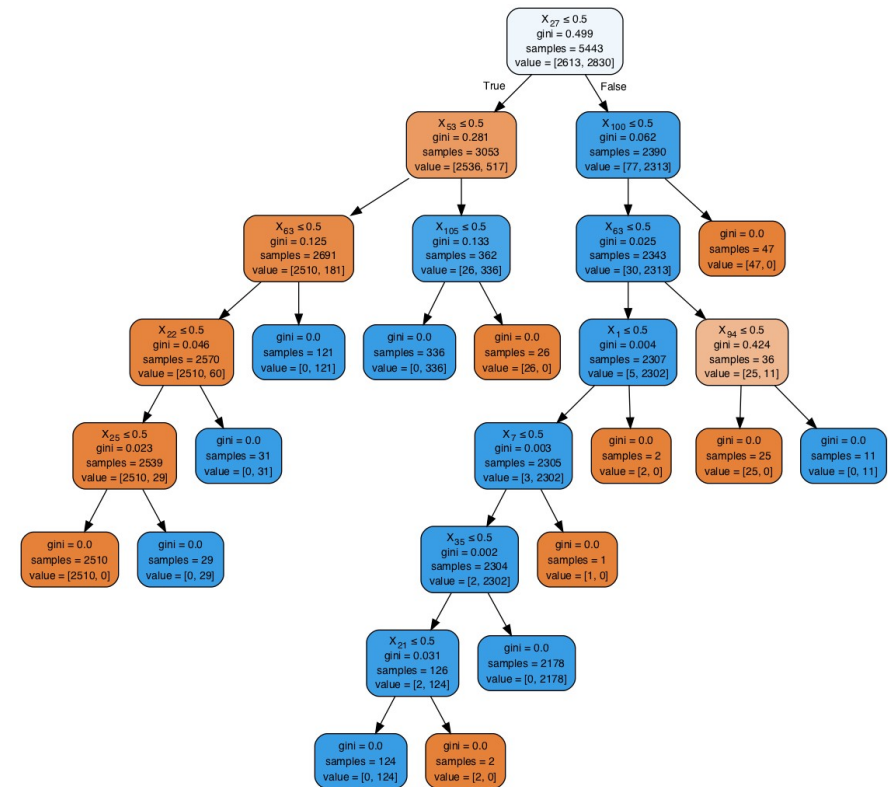 X27 ≤ 0.5
gini = 0.499
samples = 5443
value = [2613, 2830]
True
False
X53 ≤ 0.5
gini = 0.281
samples = 3053
value = [2536, 517]
X100 ≤ 0.5
gini = 0.062
samples = 2390
value = [77, 2313]
X63 ≤ 0.5
gini = 0.125
samples = 2691
value = [2510, 181]
X105 ≤ 0.5
gini = 0.133
samples = 362
value = [26, 336]
X63 ≤ 0.5
gini = 0.025
samples = 2343
value = [30, 2313]
gini = 0.0
samples = 47
value = [47, 0]
X22 ≤ 0.5
gini = 0.046
samples = 2570
value = [2510, 60]
gini = 0.0
samples = 121
value = [0, 121]
gini = 0.0
samples = 336
value = [0, 336]
gini = 0.0
samples = 26
value = [26, 0]
X1 ≤ 0.5
gini = 0.004
samples = 2307
value = [5, 2302]
X94 ≤ 0.5
gini = 0.424
samples = 36
value = [25, 11]
X25 ≤ 0.5
gini = 0.023
samples = 2539
value = [2510, 29]
gini = 0.0
samples = 31
value = [0, 31]
X7 ≤ 0.5
gini = 0.003
samples = 2305
value = [3, 2302]
gini = 0.0
samples = 2
value = [2, 0]
gini = 0.0
samples = 25
value = [25, 0]
gini = 0.0
samples = 11
value = [0, 11]
gini = 0.0
samples = 2510
value = [2510, 0]
gini = 0.0
samples = 29
value = [0, 29]
X35 ≤ 0.5
gini = 0.002
samples = 2304
value = [2, 2302]
gini = 0.0
samples = 1
value = [1, 0]
X21 ≤ 0.5
gini = 0.031
samples = 126
value = [2, 124]
gini = 0.0
samples = 2178
value = [0, 2178]
gini = 0.0
samples = 124
value = [0, 124]
gini = 0.0
samples = 2
value = [2, 0]